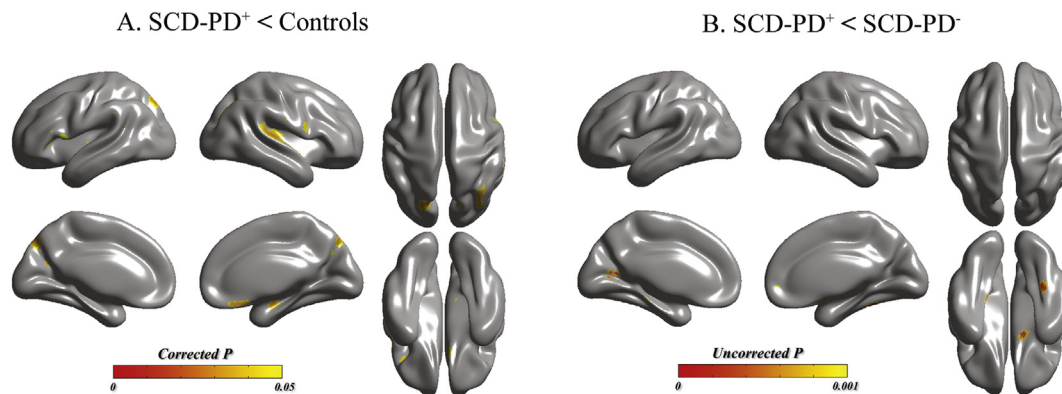 A. SCD-PD⁺ < Controls
B. SCD-PD⁺ < SCD-PD⁻
Corrected P
0
0.05
Uncorrected P
0
0.001